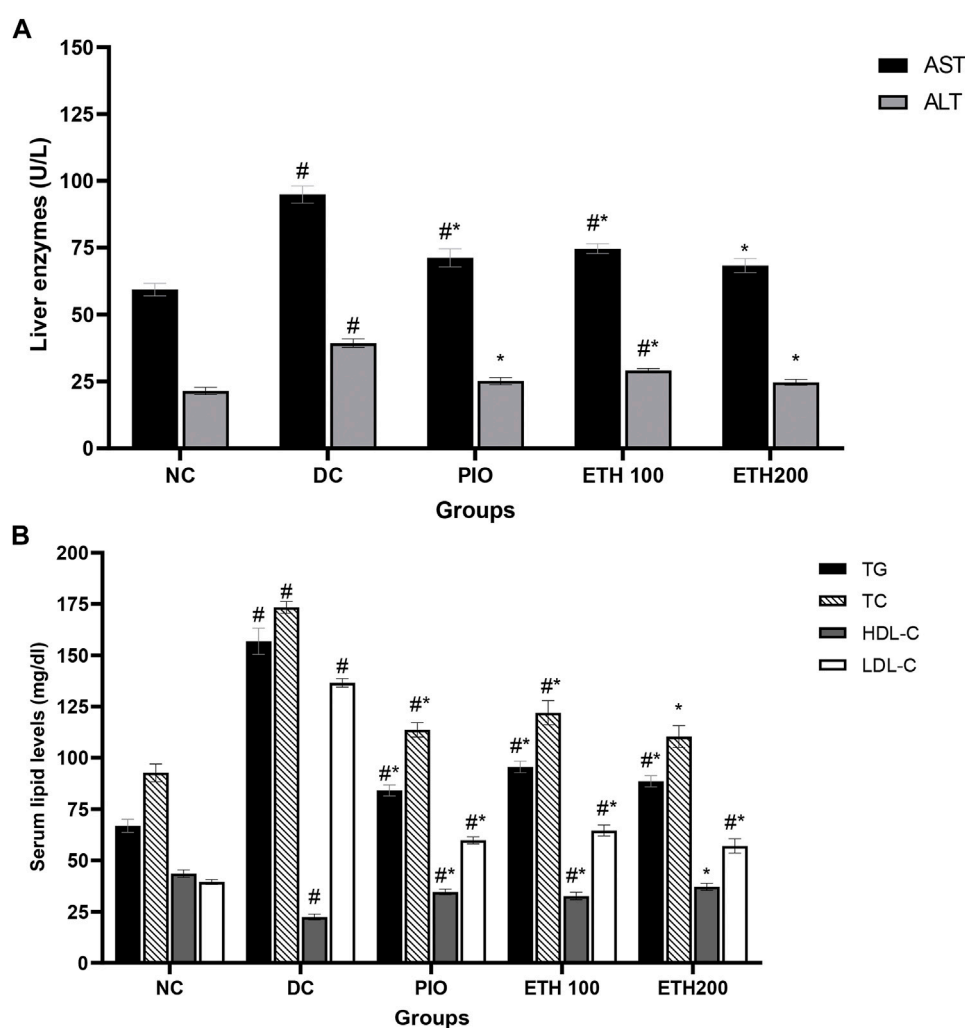 A
150
125
100
75
50
25
0
Liver enzymes (U/L)
AST
ALT
#
#
#*
*
#*
#*
*
*
NC DC PIO ETH 100 ETH200
Groups
B
200
175
150
125
100
75
50
25
0
Serum lipid levels (mg/dl)
TG
TC
HDL-C
LDL-C
#
#
#
#
#*
#*
#*
#*
#*
#*
#*
#*
#*
*
*
#*
NC DC PIO ETH 100 ETH200
Groups